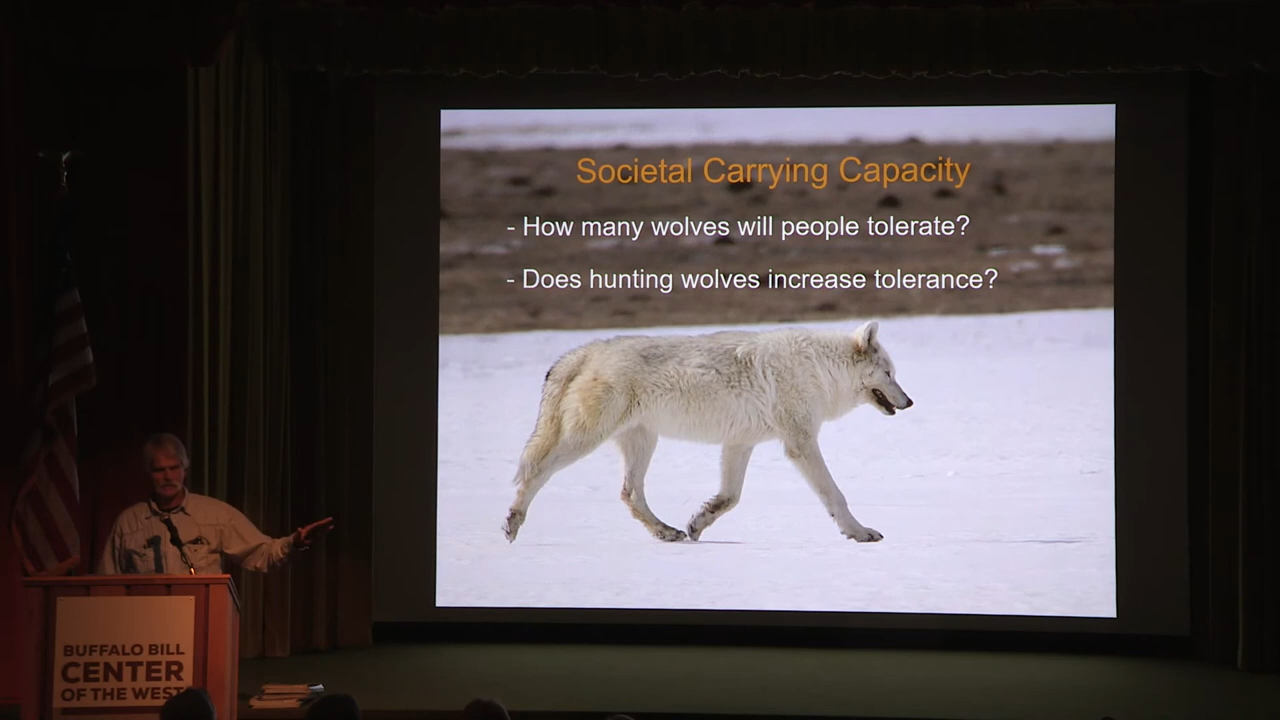 Societal Carrying Capacity
- How many wolves will people tolerate?
- Does hunting wolves increase tolerance?
BUFFALO BILL
CENTER
OF THE WEST